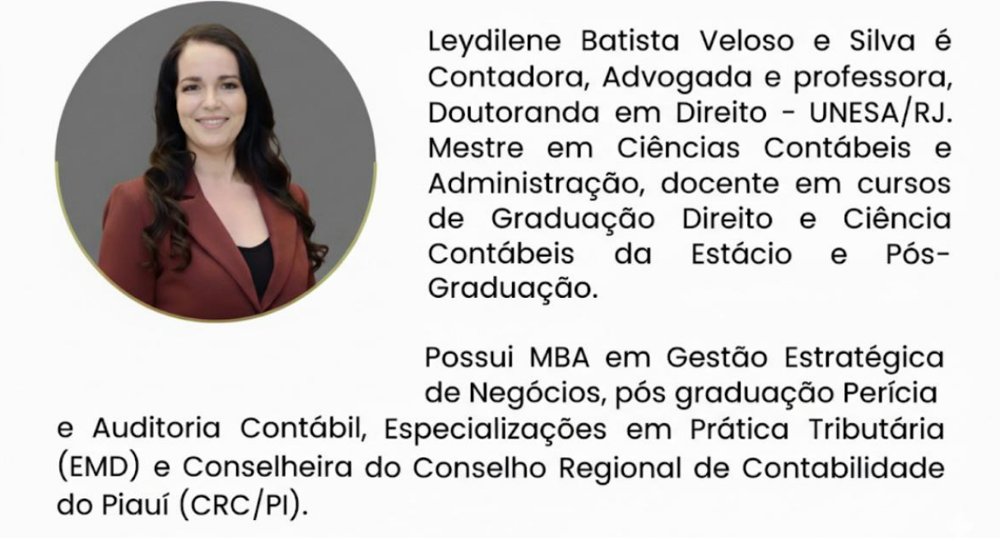 Leydilene Batista Veloso e Silva é
Contadora, Advogada e professora,
Doutoranda em Direito - UNESA/RJ.
Mestre em Ciências Contábeis e
Administração, docente em cursos
de Graduação Direito e Ciência
Contábeis da Estácio e Pós-
Graduação.
Possui MBA em Gestão Estratégica
de Negócios, pós graduação Perícia
e Auditoria Contábil, Especializações em Prática Tributária
(EMD) e Conselheira do Conselho Regional de Contabilidade
do Piauí (CRC/PI).